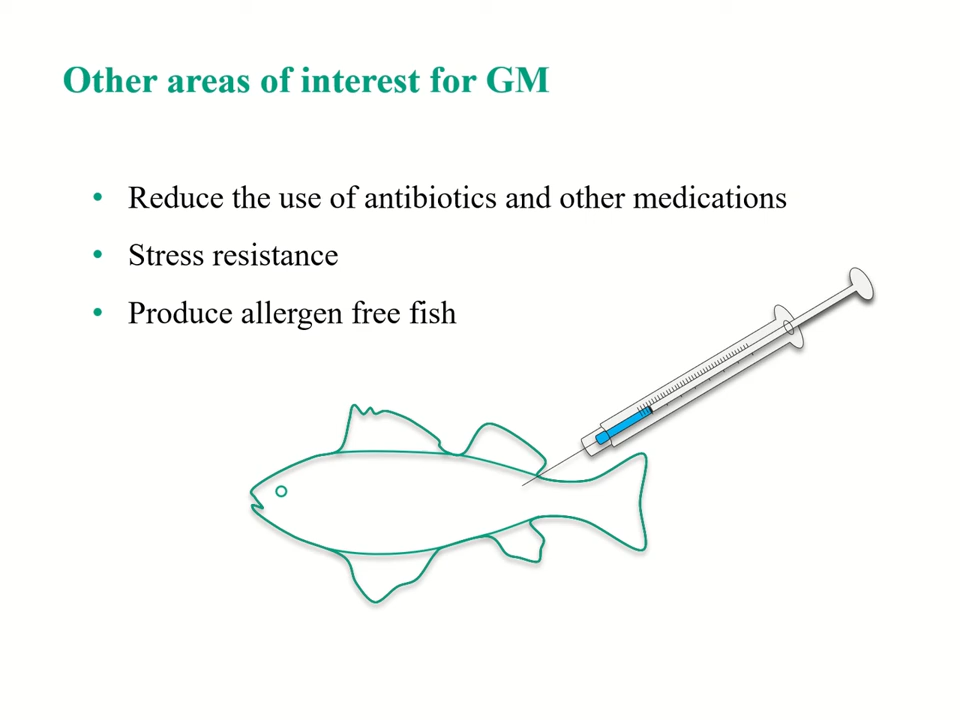 Other areas of interest for GM
• Reduce the use of antibiotics and other medications
• Stress resistance
• Produce allergen free fish